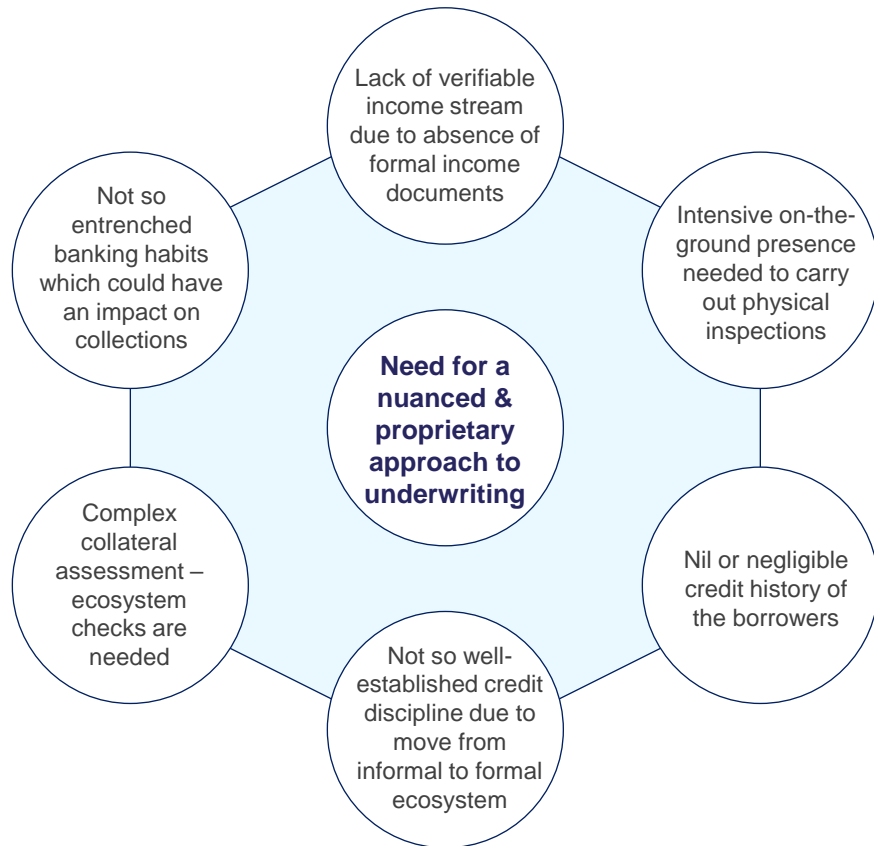 Lack of verifiable
income stream
due to absence of
formal income
documents
Not so
entrenched
banking habits
which could have
an impact on
collections
Intensive on-the-
ground presence
needed to carry
out physical
inspections
Need for a
nuanced &
proprietary
approach to
underwriting
Complex
collateral
assessment –
ecosystem
checks are
needed
Nil or negligible
credit history of
the borrowers
Not so well-
established credit
discipline due to
move from
informal to formal
ecosystem